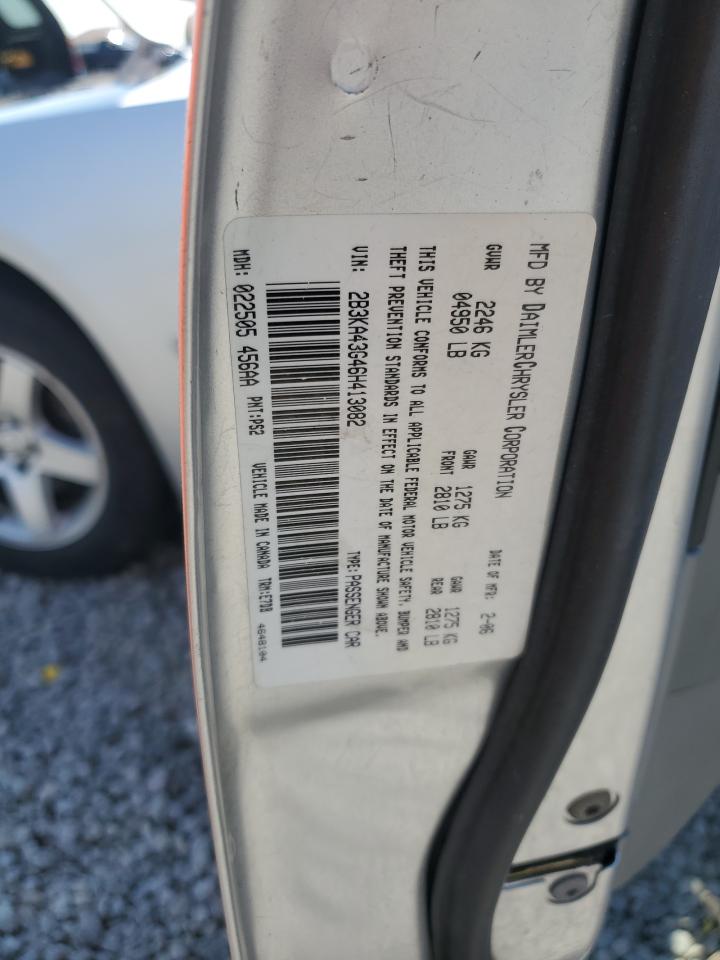 MFD BY DAIMLERCHRYSLER CORPORATION
DATE OF MFR: 2-06
GVWR 2246 KG
04950 LB
GAWR FRONT 1275 KG
2810 LB
GAWR REAR 1275 KG
2810 LB
THIS VEHICLE CONFORMS TO ALL APPLICABLE FEDERAL MOTOR VEHICLE SAFETY, BUMPER AND
THEFT PREVENTION STANDARDS IN EFFECT ON THE DATE OF MANUFACTURE SHOWN ABOVE.
VIN: 2B3KA43G46H413082
TYPE: PASSENGER CAR
MDH: 022505 456AA PNT:PS2 VEHICLE MADE IN CANADA TRM:E7DB
4648104